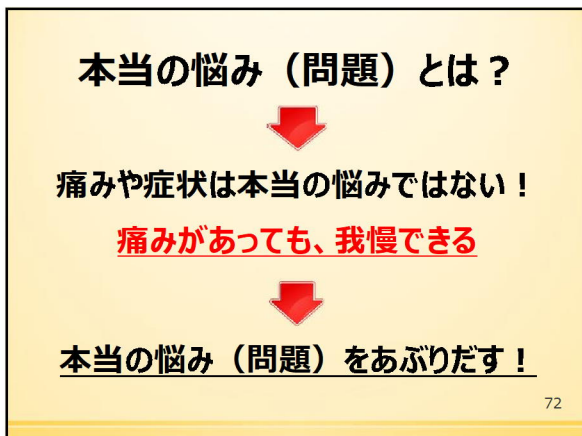 本当の悩み（問題）とは？
痛みや症状は本当の悩みではない！
痛みがあっても、我慢できる
本当の悩み（問題）をあぶりだす！
72